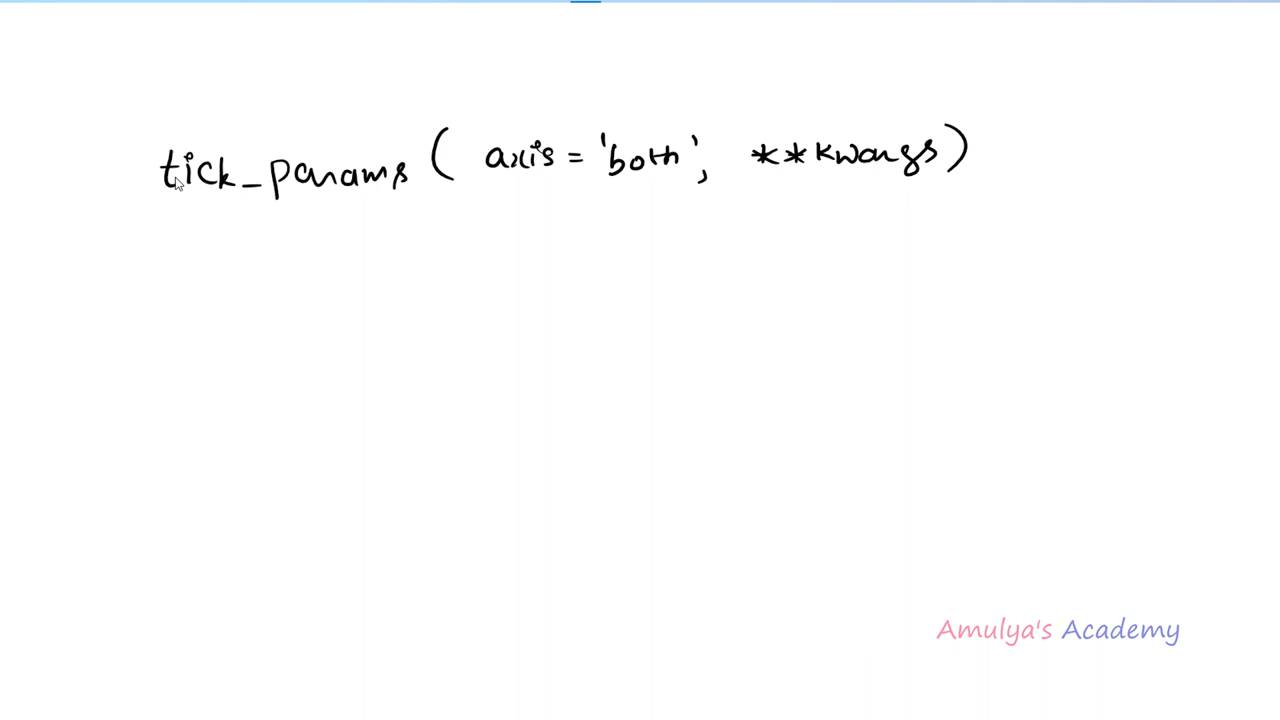 tick_params ( axis = 'both', **kwargs)
Amulya's Academy